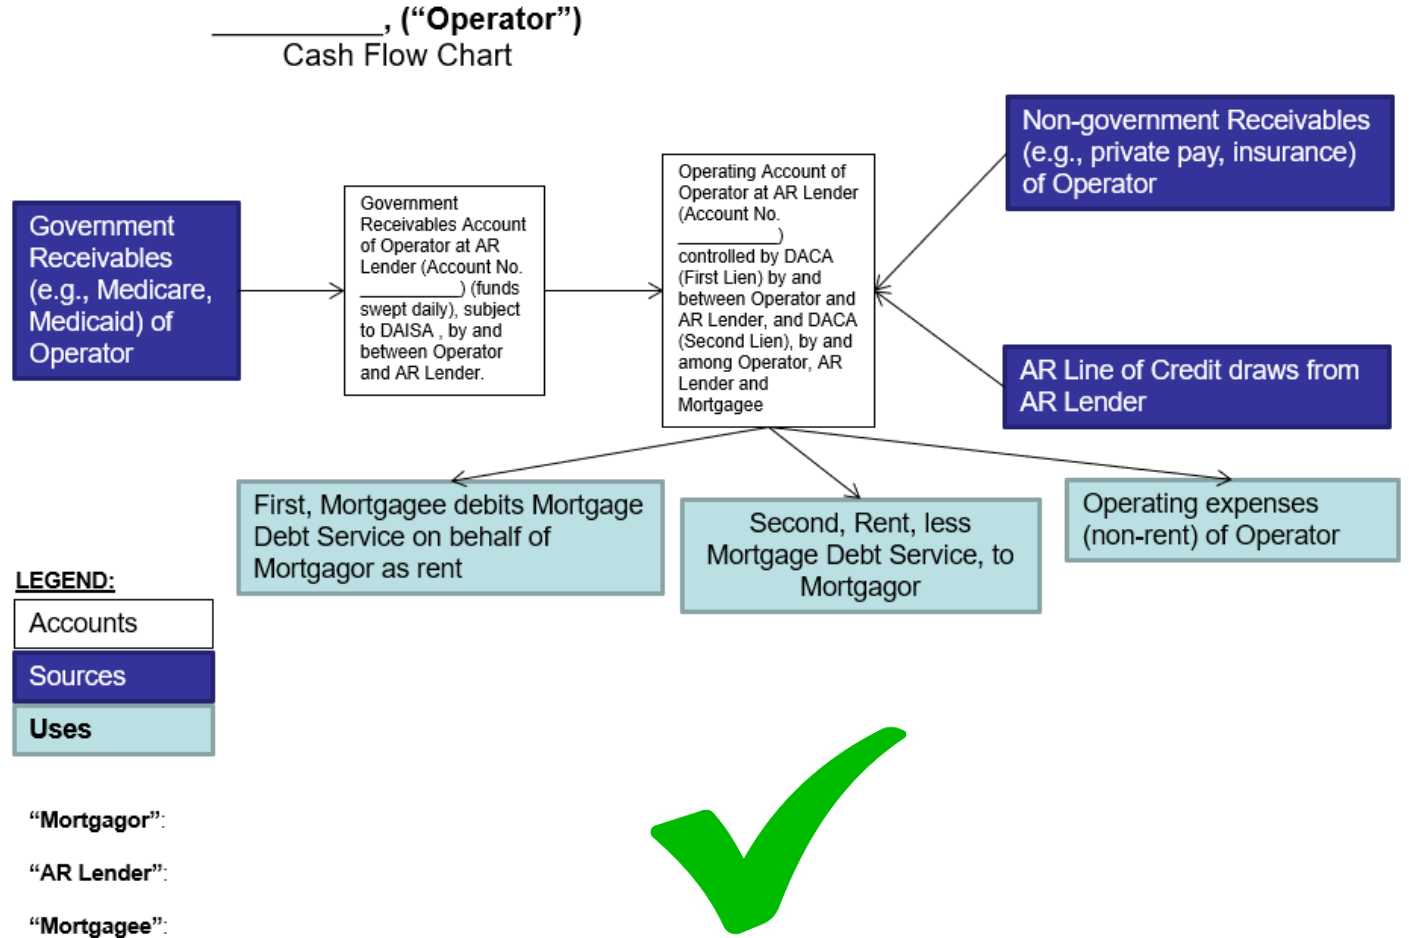 __________, (“Operator”)
Cash Flow Chart
Government
Receivables
(e.g., Medicare,
Medicaid) of
Operator
Government
Receivables Account
of Operator at AR
Lender (Account No.
__________) (funds
swept daily), subject
to DAISA , by and
between Operator
and AR Lender.
Operating Account of
Operator at AR Lender
(Account No.
__________)
controlled by DACA
(First Lien) by and
between Operator and
AR Lender, and DACA
(Second Lien), by and
among Operator, AR
Lender and
Mortgagee
Non-government Receivables
(e.g., private pay, insurance)
of Operator
AR Line of Credit draws from
AR Lender
First, Mortgagee debits Mortgage
Debt Service on behalf of
Mortgagor as rent
Second, Rent, less
Mortgage Debt Service, to
Mortgagor
Operating expenses
(non-rent) of Operator
LEGEND:
Accounts
Sources
Uses
“Mortgagor”:
“AR Lender”:
“Mortgagee”: